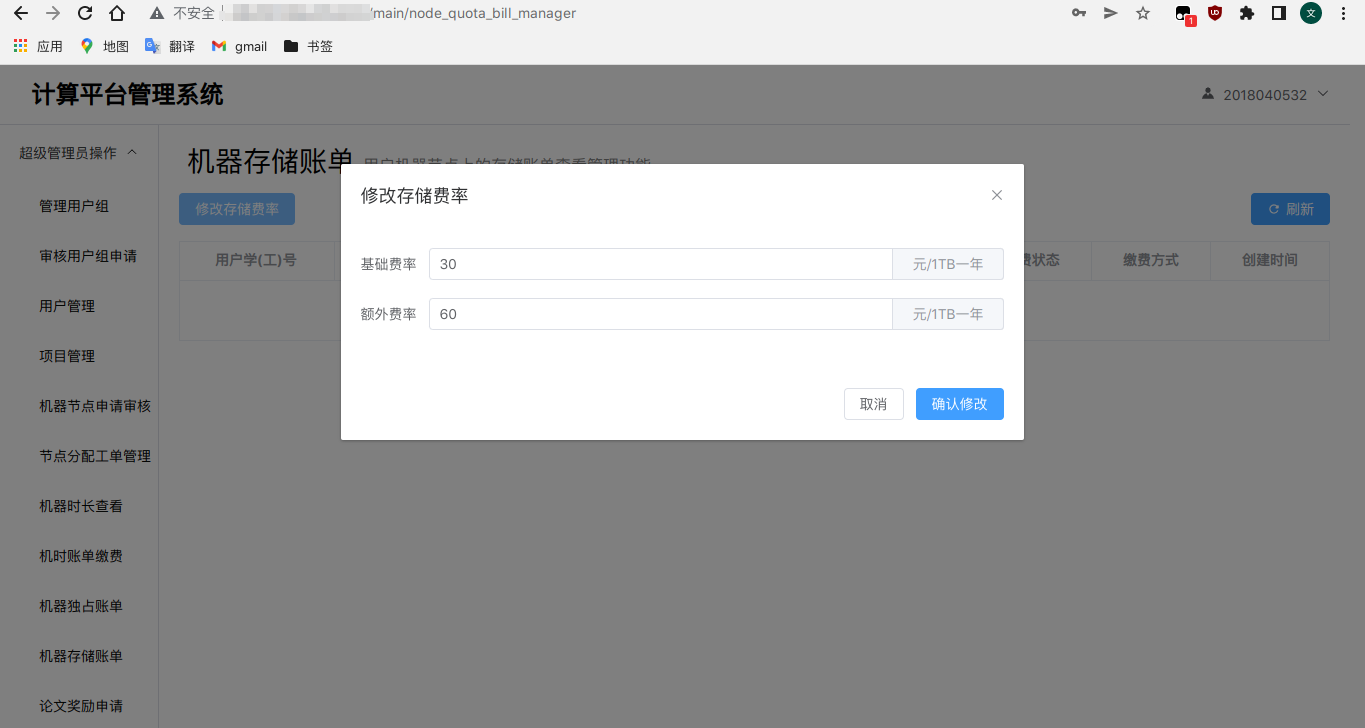 不安全 /main/node_quota_bill_manager
1
文
应用 地图 翻译 gmail 书签
计算平台管理系统
2018040532
超级管理员操作
机器存储账单 用户机器节点上的存储账单查看管理功能
修改存储费率
刷新
用户学(工)号
费状态 缴费方式 创建时间
管理用户组
审核用户组申请
用户管理
项目管理
机器节点申请审核
节点分配工单管理
机器时长查看
机时账单缴费
机器独占账单
机器存储账单
论文奖励申请
修改存储费率
基础费率 30 元/1TB一年
额外费率 60 元/1TB一年
取消 确认修改